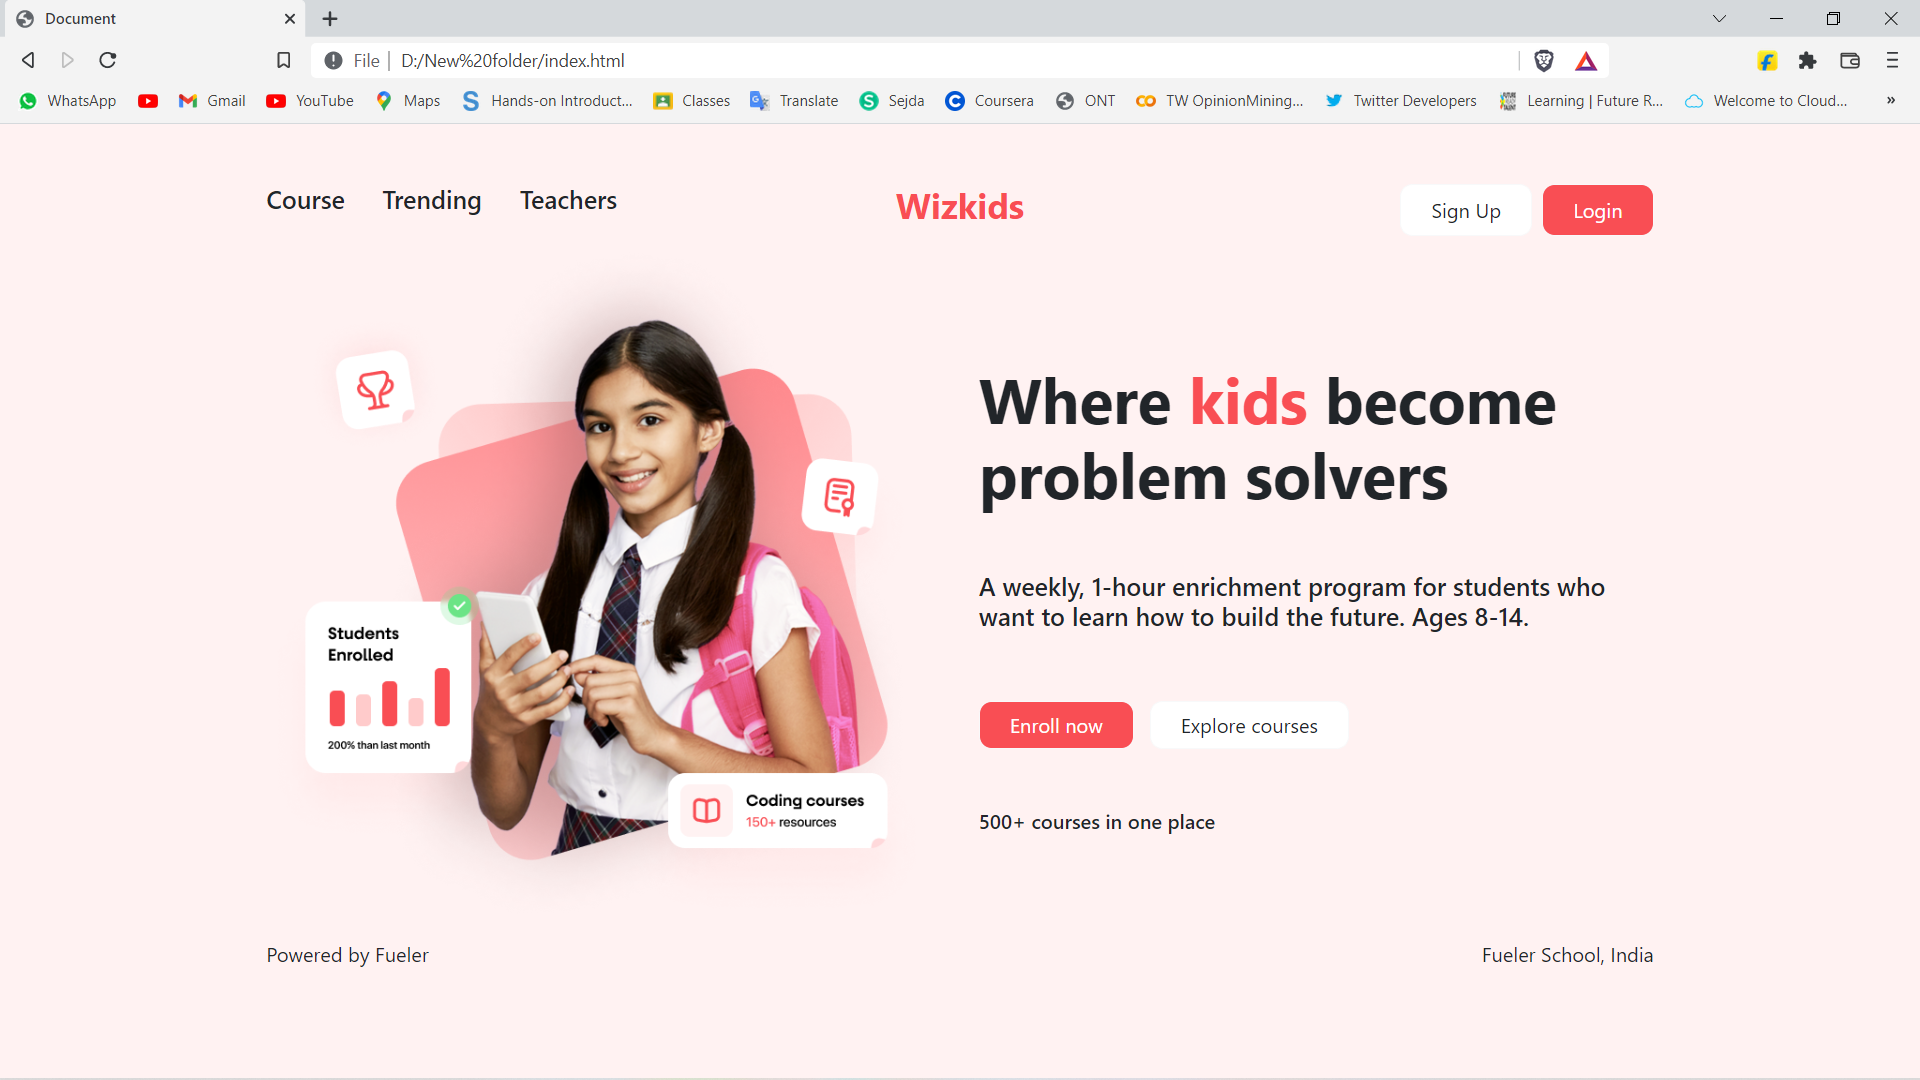 Document
File
D:/New%20folder/index.html
WhatsApp
Gmail
YouTube
Maps
Hands-on Introduct...
Classes
Translate
Sejda
Coursera
ONT
TW OpinionMining...
Twitter Developers
Learning | Future R...
Welcome to Cloud...
»
Course
Trending
Teachers
Wizkids
Sign Up
Login
Where kids become
problem solvers
A weekly, 1-hour enrichment program for students who
want to learn how to build the future. Ages 8-14.
Enroll now
Explore courses
500+ courses in one place
Students
Enrolled
200% than last month
Coding courses
150+ resources
Powered by Fueler
Fueler School, India